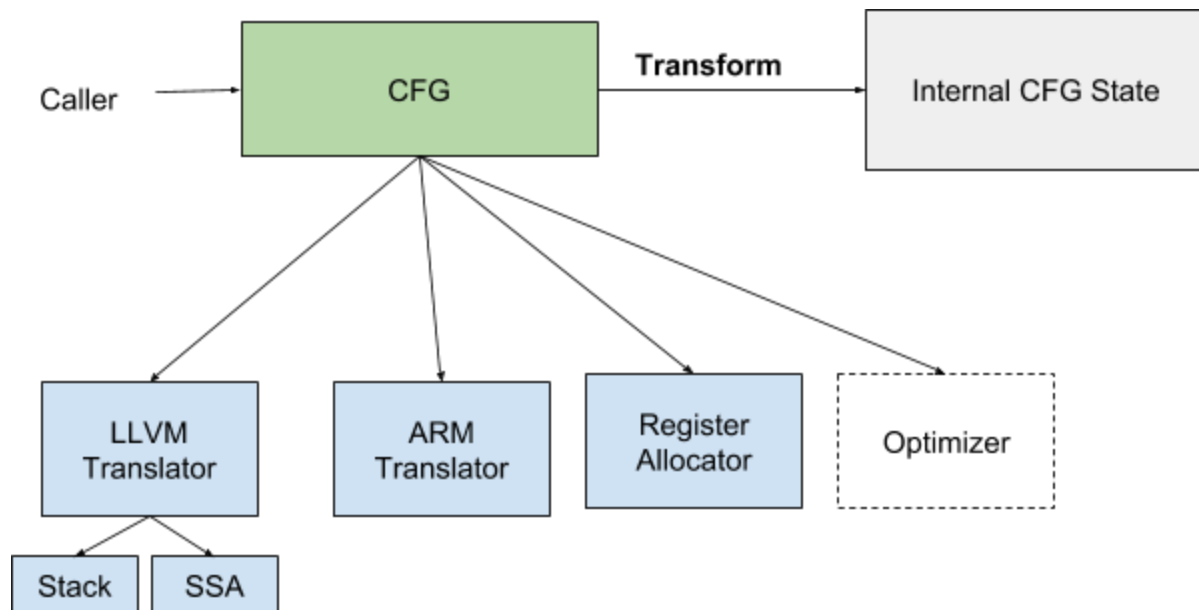 Caller
CFG
Transform
Internal CFG State
LLVM
Translator
ARM
Translator
Register
Allocator
Optimizer
Stack
SSA